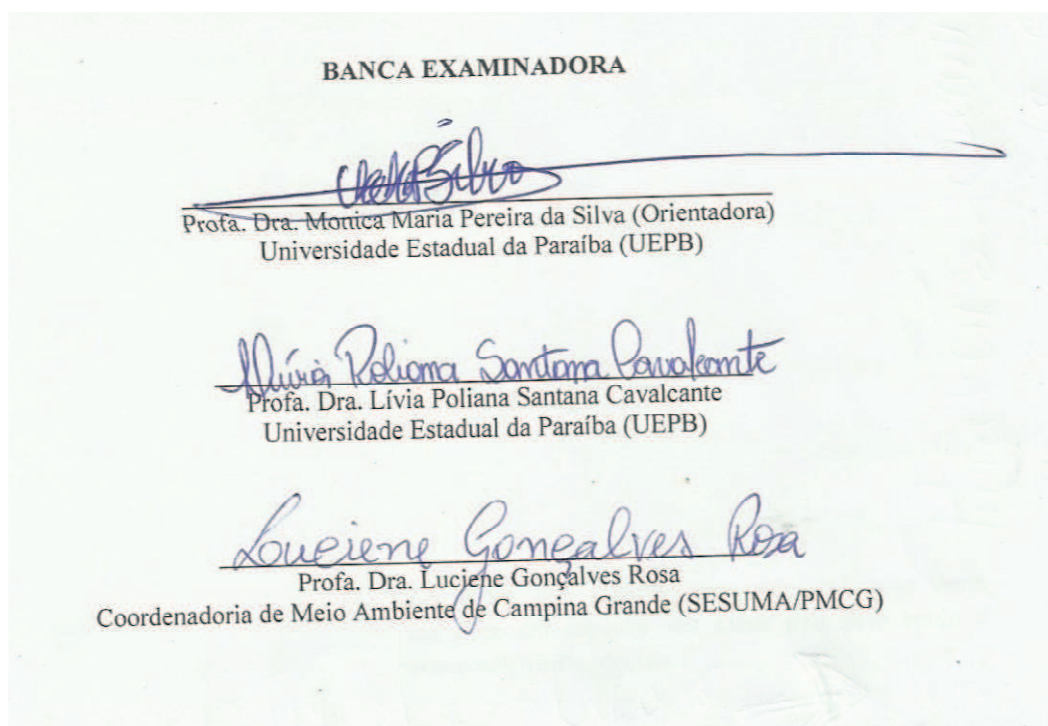 BANCA EXAMINADORA
Silva
Profa. Dra. Monica Maria Pereira da Silva (Orientadora)
Universidade Estadual da Paraíba (UEPB)
Lívia Poliana Santana Cavalcante
Profa. Dra. Lívia Poliana Santana Cavalcante
Universidade Estadual da Paraíba (UEPB)
Louciene Gonçalves Rosa
Profa. Dra. Luciene Gonçalves Rosa
Coordenadoria de Meio Ambiente de Campina Grande (SESUMA/PMCG)